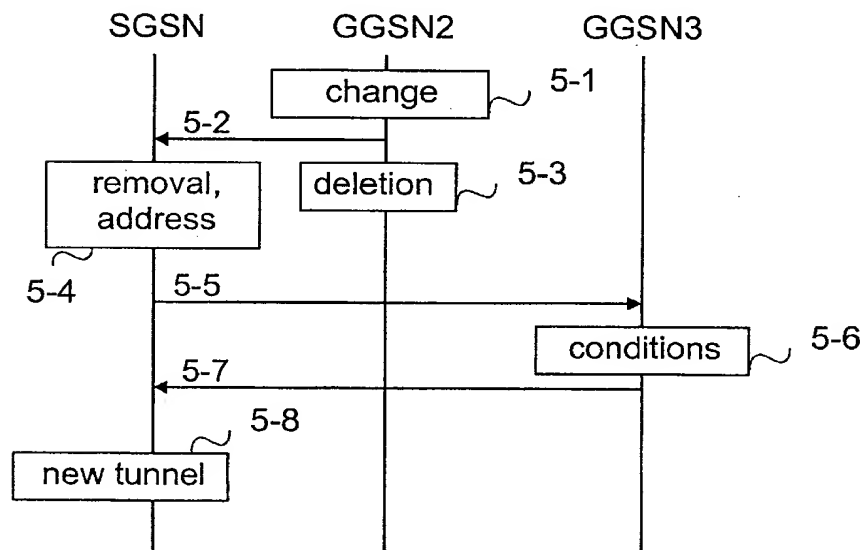 SGSN GGSN2 GGSN3
change 5-1
5-2
removal,
address
deletion 5-3
5-4
5-5
conditions 5-6
5-7
5-8
new tunnel